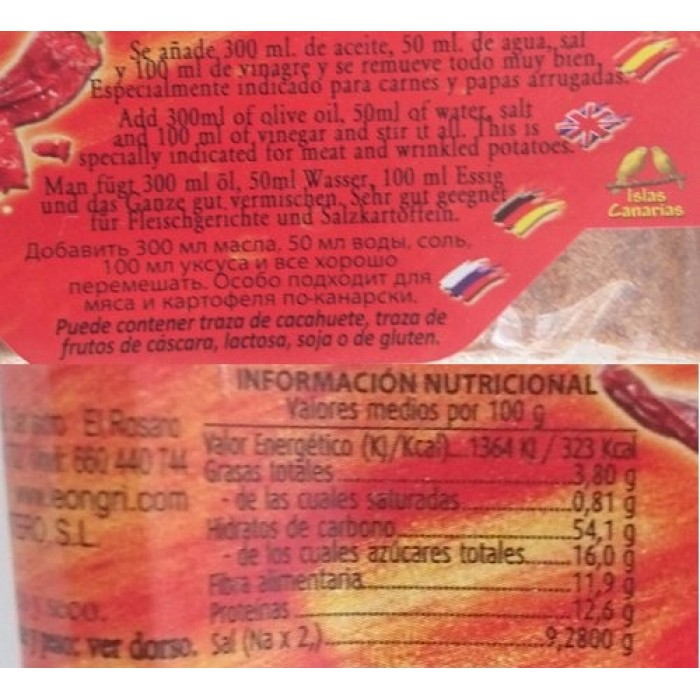 Se añade 300 ml. de aceite, 50 ml. de agua, sal
y 100 ml de vinagre y se remueve todo muy bien,
Especialmente indicado para carnes y papas arrugadas.
Add 300ml of olive oil, 50ml of water, salt
and 100 ml of vinegar and stir it all. This is
specially indicated for meat and wrinkled potatoes.
Man fügt 300 ml öl, 50ml Wasser, 100 ml Essig
und das Ganze gut vermischen. Sehr gut geegnet
für Fleischgerichte und Salzkartoffein.
Islas
Canarias
Добавить 300 мл масла, 50 мл воды, соль,
100 мл уксуса и все хорошо
перемешать. Особо подходит для
мяса и картофеля по-канарски.
Puede contener traza de cacahuete, traza de
frutos de cáscara, lactosa, soja o de gluten.
El Rosario
660 440 744
eongri.com
ERO, S.L.
y seco.
ver dorso.
INFORMACIÓN NUTRICIONAL
Valores medios por 100 g
Valor Energético (Kj/Kcal)...1364 KJ / 323 Kcal
Grasas totales...3,80 g
- de las cuales saturadas...0,81 g
Hidratos de carbono...54,1 g
- de los cuales azúcares totales...16,0 g
Fibra alimentaria...11,9 g
Proteinas...12,6 g
Sal (Na x 2,)...9,2800 g